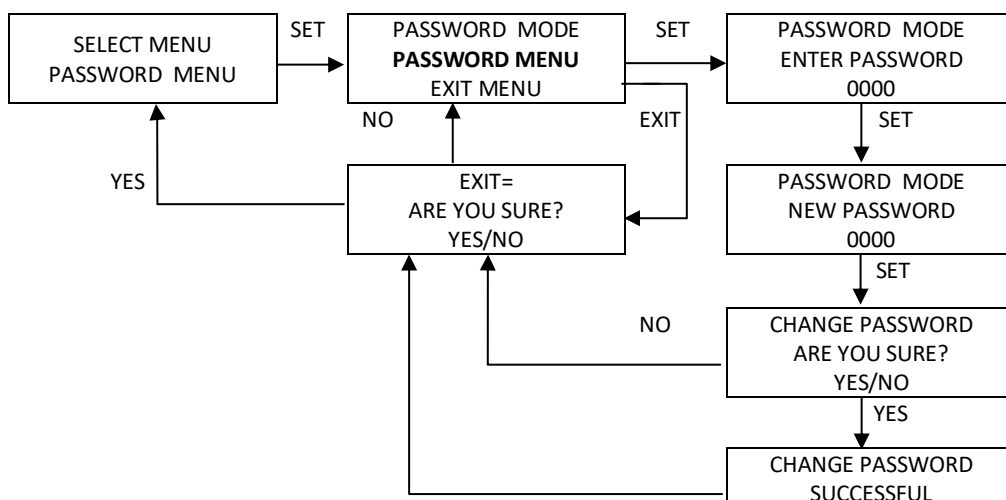 SELECT MENU
PASSWORD MENU
SET
PASSWORD MODE
PASSWORD MENU
EXIT MENU
SET
PASSWORD MODE
ENTER PASSWORD
0000
NO
EXIT
SET
YES
EXIT=
ARE YOU SURE?
YES/NO
PASSWORD MODE
NEW PASSWORD
0000
SET
NO
CHANGE PASSWORD
ARE YOU SURE?
YES/NO
YES
CHANGE PASSWORD
SUCCESSFUL